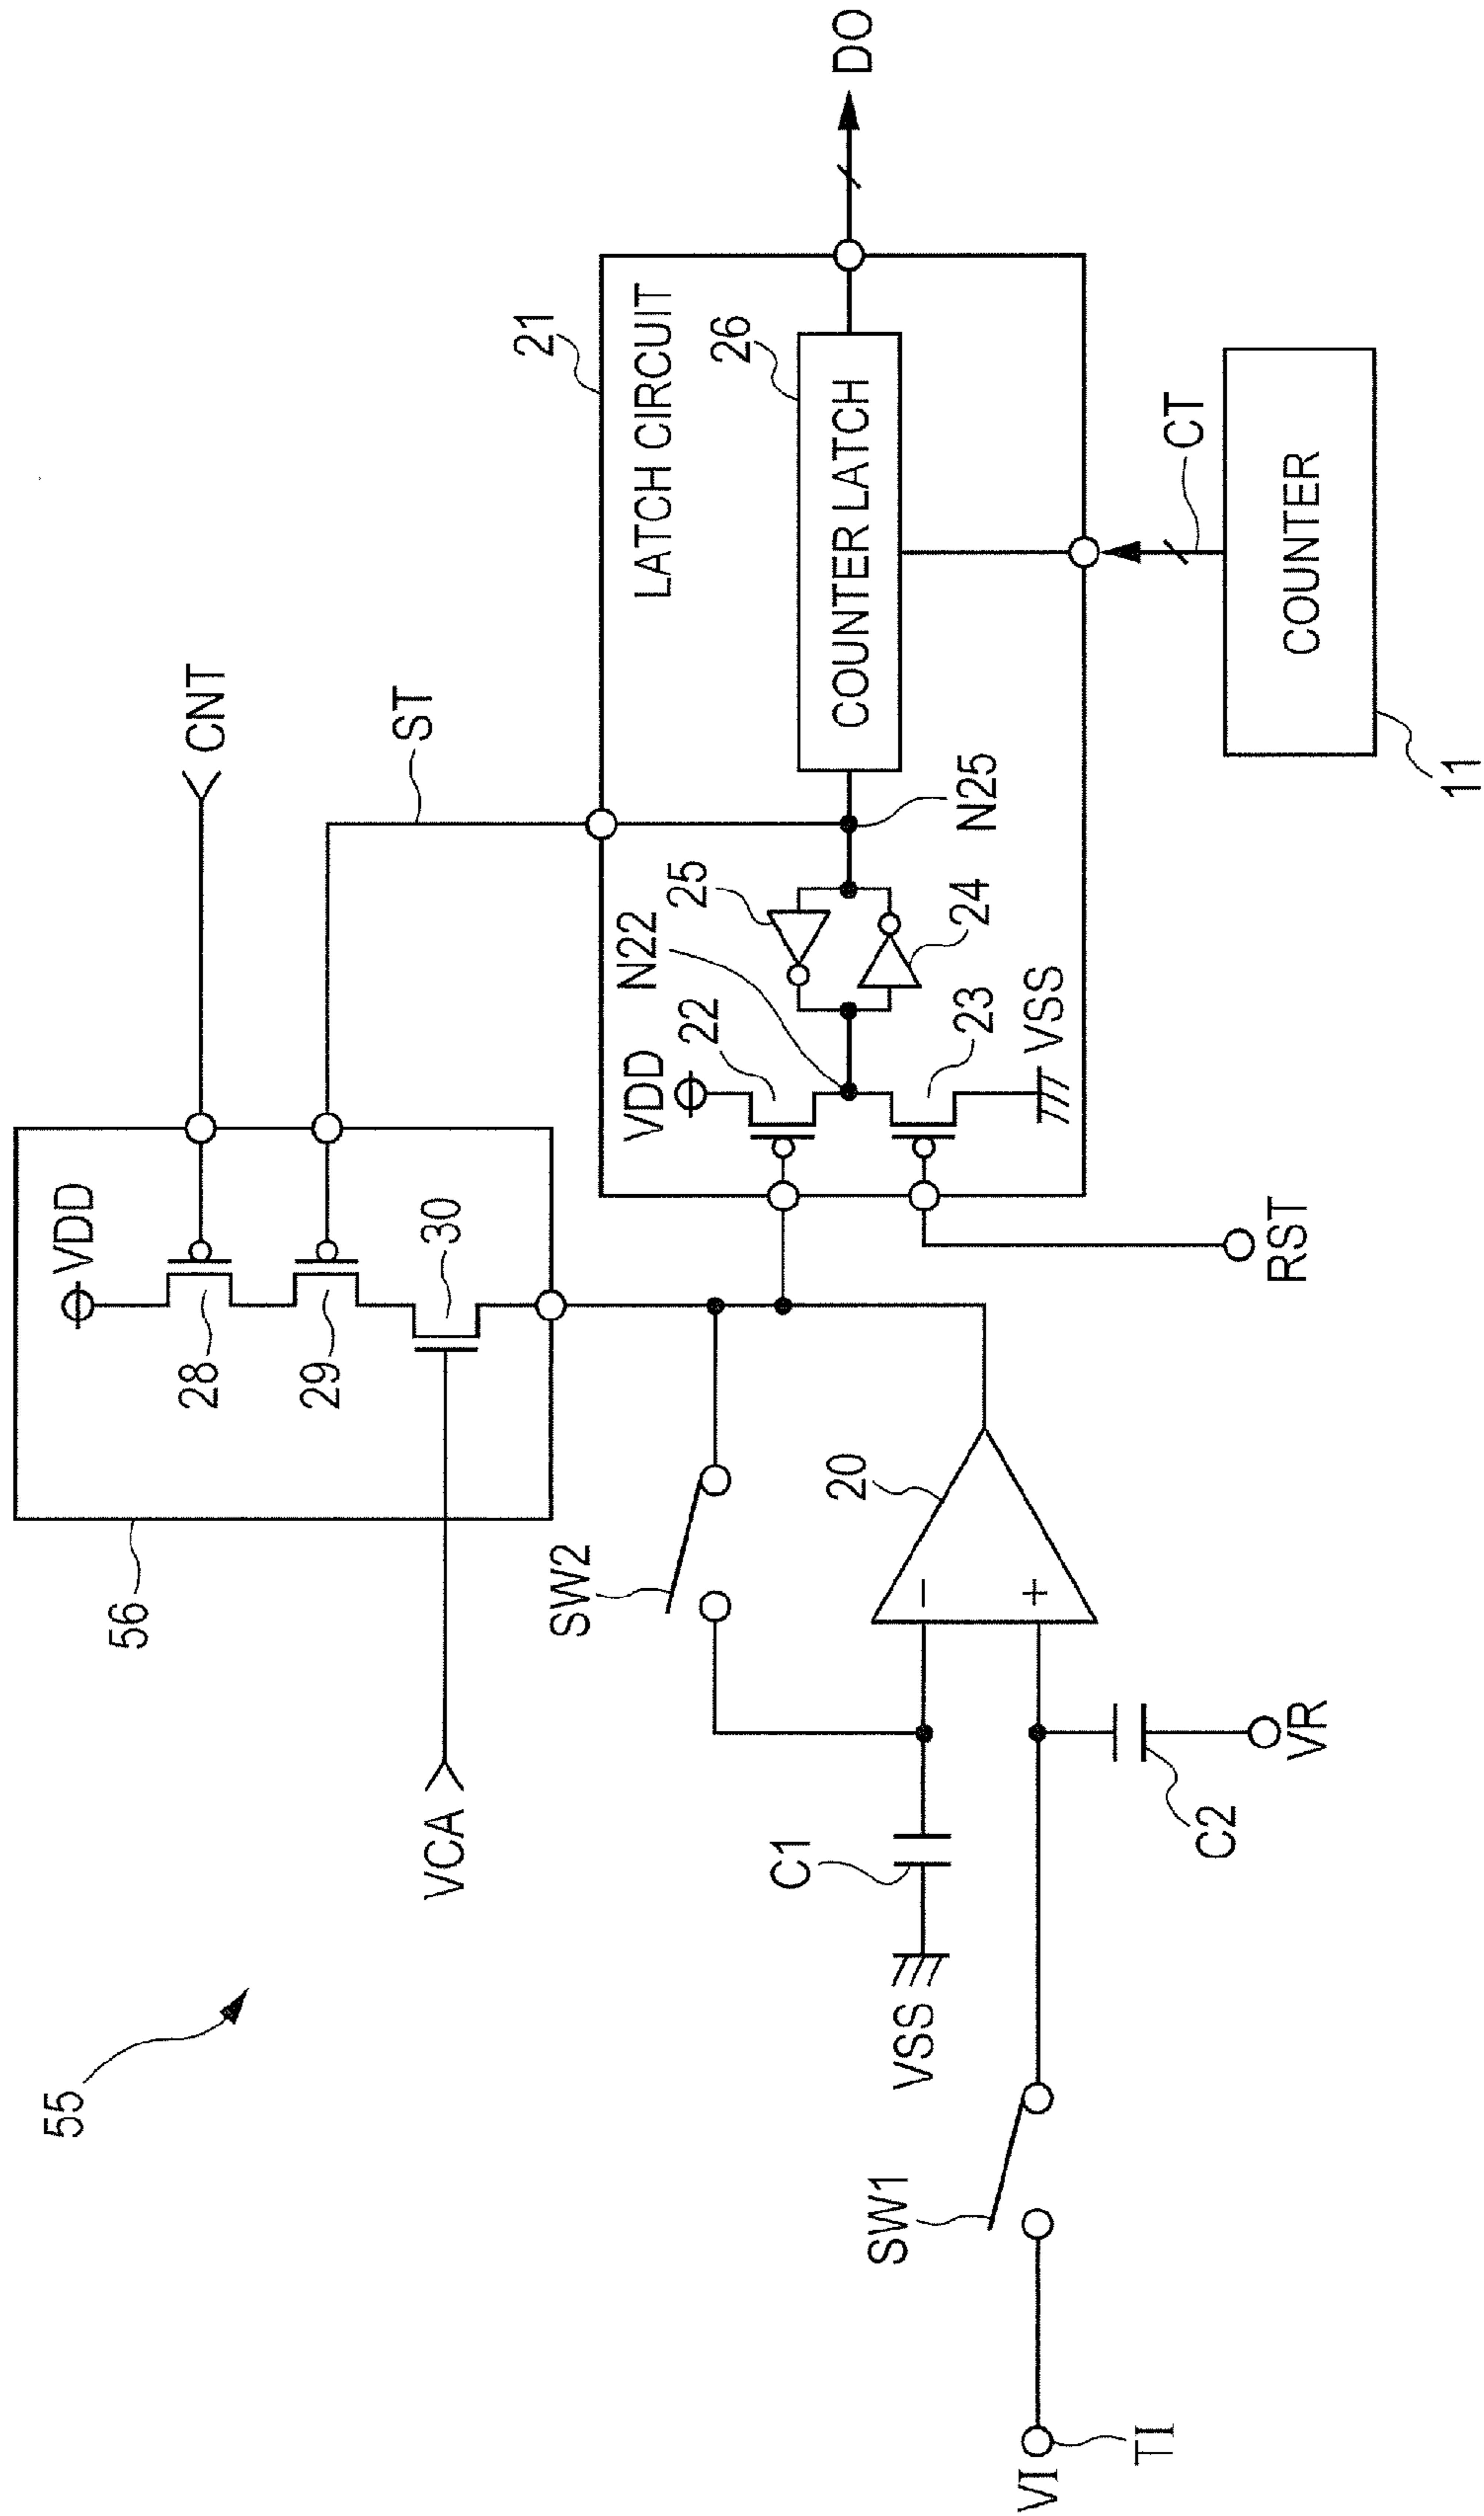 55
56
VDD
28
29
30
CNT
ST
VCA
SW2
21
LATCH CIRCUIT
VDD
22
N22
25
N25
26
COUNTER LATCH
DO
23
24
VSS
RST
CT
COUNTER
11
20
−
+
C1
VSS
C2
VR
SW1
VI
TI